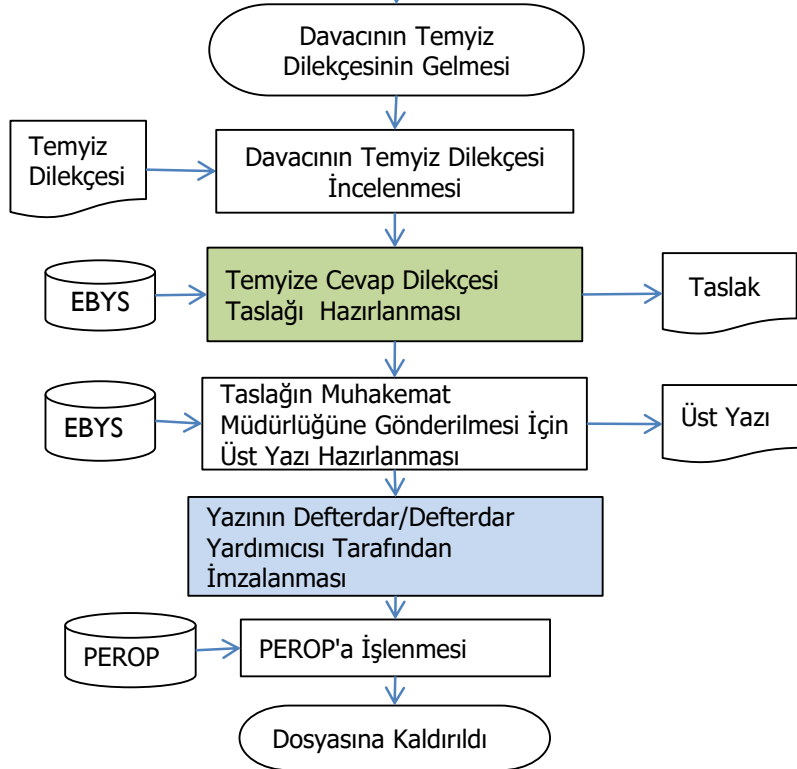 Davacının Temyiz
Dilekçesinin Gelmesi
Temyiz
Dilekçesi
Davacının Temyiz Dilekçesi
İncelenmesi
EBYS
Temyize Cevap Dilekçesi
Taslağı Hazırlanması
Taslak
EBYS
Taslağın Muhakemat
Müdürlüğüne Gönderilmesi İçin
Üst Yazı Hazırlanması
Üst Yazı
Yazının Defterdar/Defterdar
Yardımıcısı Tarafından
İmzalanması
PEROP
PEROP'a İşlenmesi
Dosyasına Kaldırıldı